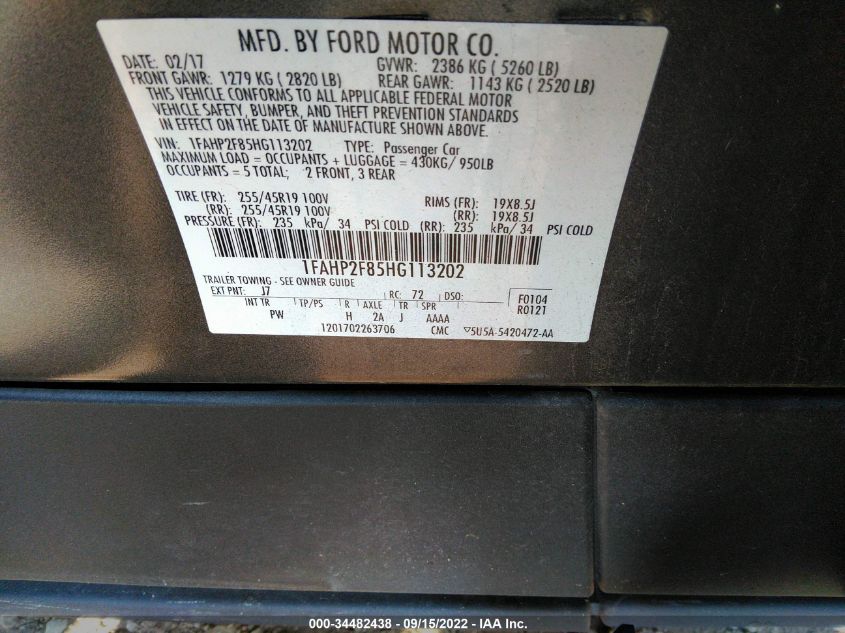 MFD. BY FORD MOTOR CO.
DATE: 02/17 GVWR: 2386 KG ( 5260 LB)
FRONT GAWR: 1279 KG ( 2820 LB) REAR GAWR: 1143 KG ( 2520 LB)
THIS VEHICLE CONFORMS TO ALL APPLICABLE FEDERAL MOTOR
VEHICLE SAFETY, BUMPER, AND THEFT PREVENTION STANDARDS
IN EFFECT ON THE DATE OF MANUFACTURE SHOWN ABOVE.
VIN: 1FAHP2F85HG113202 TYPE: Passenger Car
MAXIMUM LOAD = OCCUPANTS + LUGGAGE = 430KG/ 950LB
OCCUPANTS = 5 TOTAL; 2 FRONT, 3 REAR
TIRE (FR): 255/45R19 100V RIMS (FR): 19X8.5J
(RR): 255/45R19 100V (RR): 19X8.5J
PRESSURE (FR): 235 kPa/ 34 PSI COLD (RR): 235 kPa/ 34 PSI COLD
1FAHP2F85HG113202
TRAILER TOWING - SEE OWNER GUIDE
EXT PNT: J7 RC: 72 DSO: F0104
INT TR TP/PS R AXLE TR SPR R0121
PW H 2A J AAAA
1201702263706 CMC ▽5U5A-5420472-AA
000-34482438 - 09/15/2022 - IAA Inc.